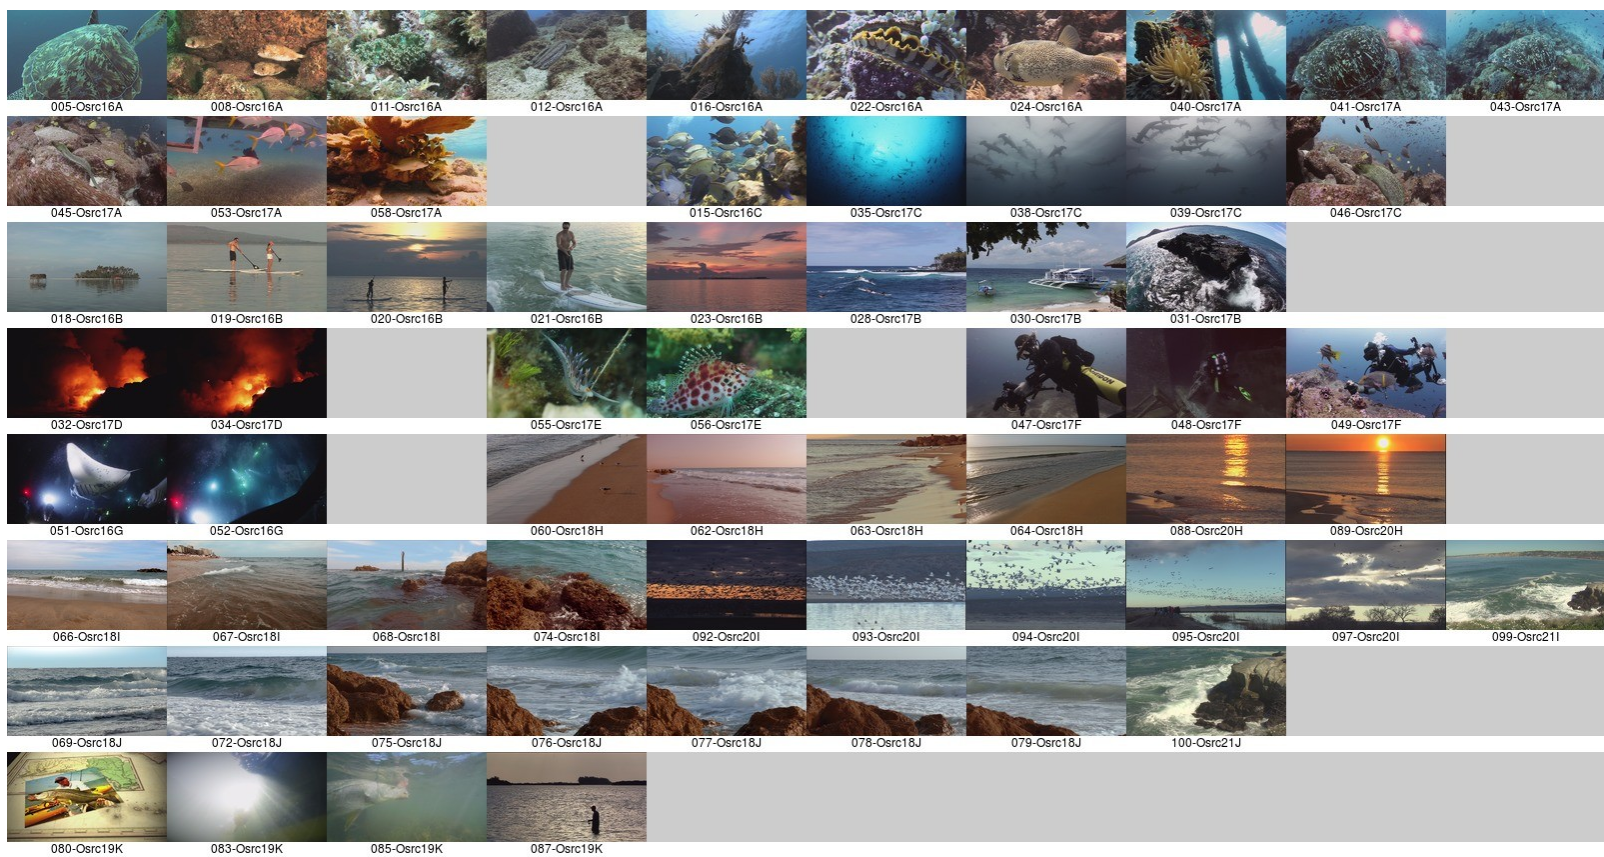 005-Osrc16A 008-Osrc16A 011-Osrc16A 012-Osrc16A 016-Osrc16A 022-Osrc16A 024-Osrc16A 040-Osrc17A 041-Osrc17A 043-Osrc17A
045-Osrc17A 053-Osrc17A 058-Osrc17A 015-Osrc16C 035-Osrc17C 038-Osrc17C 039-Osrc17C 046-Osrc17C
018-Osrc16B 019-Osrc16B 020-Osrc16B 021-Osrc16B 023-Osrc16B 028-Osrc17B 030-Osrc17B 031-Osrc17B
032-Osrc17D 034-Osrc17D 055-Osrc17E 056-Osrc17E 047-Osrc17F 048-Osrc17F 049-Osrc17F
051-Osrc16G 052-Osrc16G 060-Osrc18H 062-Osrc18H 063-Osrc18H 064-Osrc18H 088-Osrc20H 089-Osrc20H
066-Osrc18I 067-Osrc18I 068-Osrc18I 074-Osrc18I 092-Osrc20I 093-Osrc20I 094-Osrc20I 095-Osrc20I 097-Osrc20I 099-Osrc21I
069-Osrc18J 072-Osrc18J 075-Osrc18J 076-Osrc18J 077-Osrc18J 078-Osrc18J 079-Osrc18J 100-Osrc21J
080-Osrc19K 083-Osrc19K 085-Osrc19K 087-Osrc19K